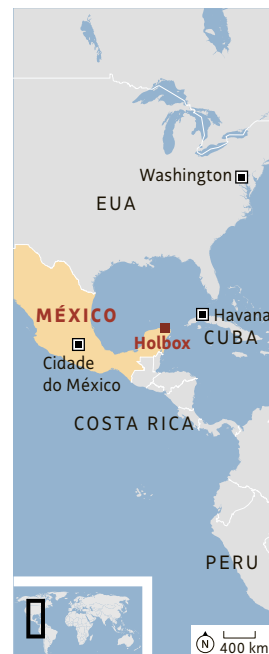 Washington
EUA
MÉXICO
Havana
CUBA
Holbox
Cidade
do México
COSTA RICA
PERU
N
400 km